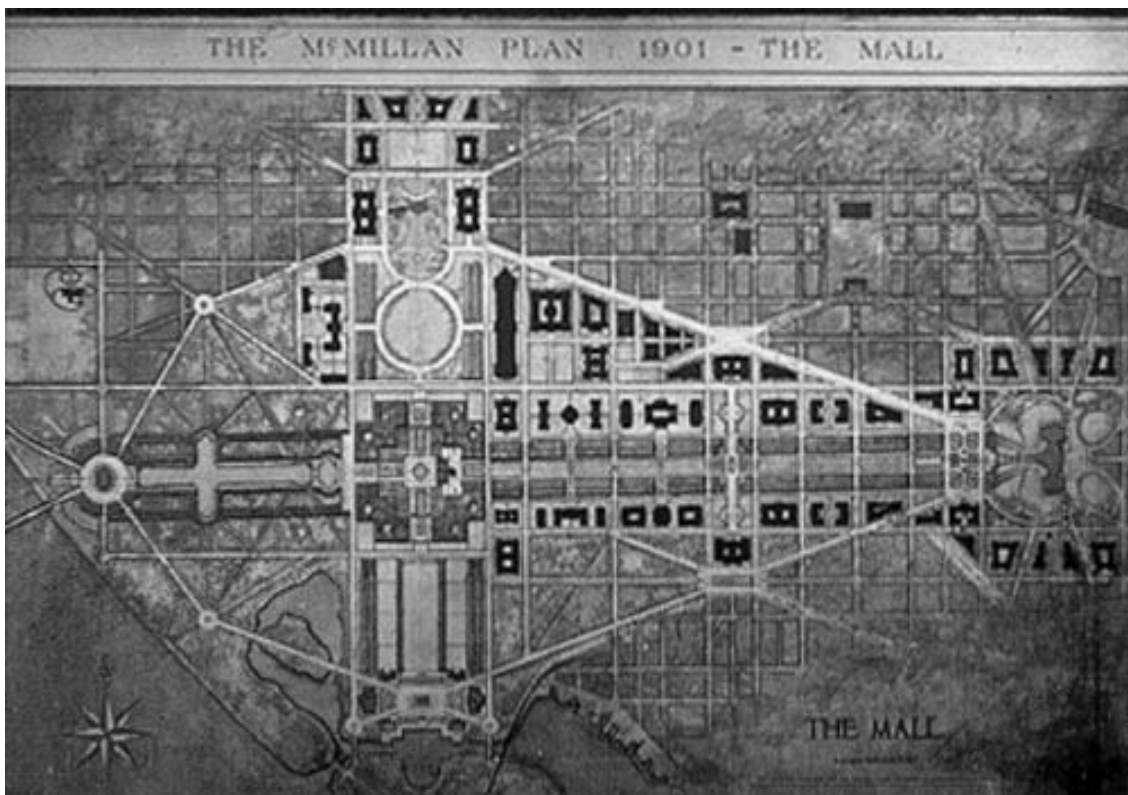 THE McMILLAN PLAN : 1901 – THE MALL
THE MALL